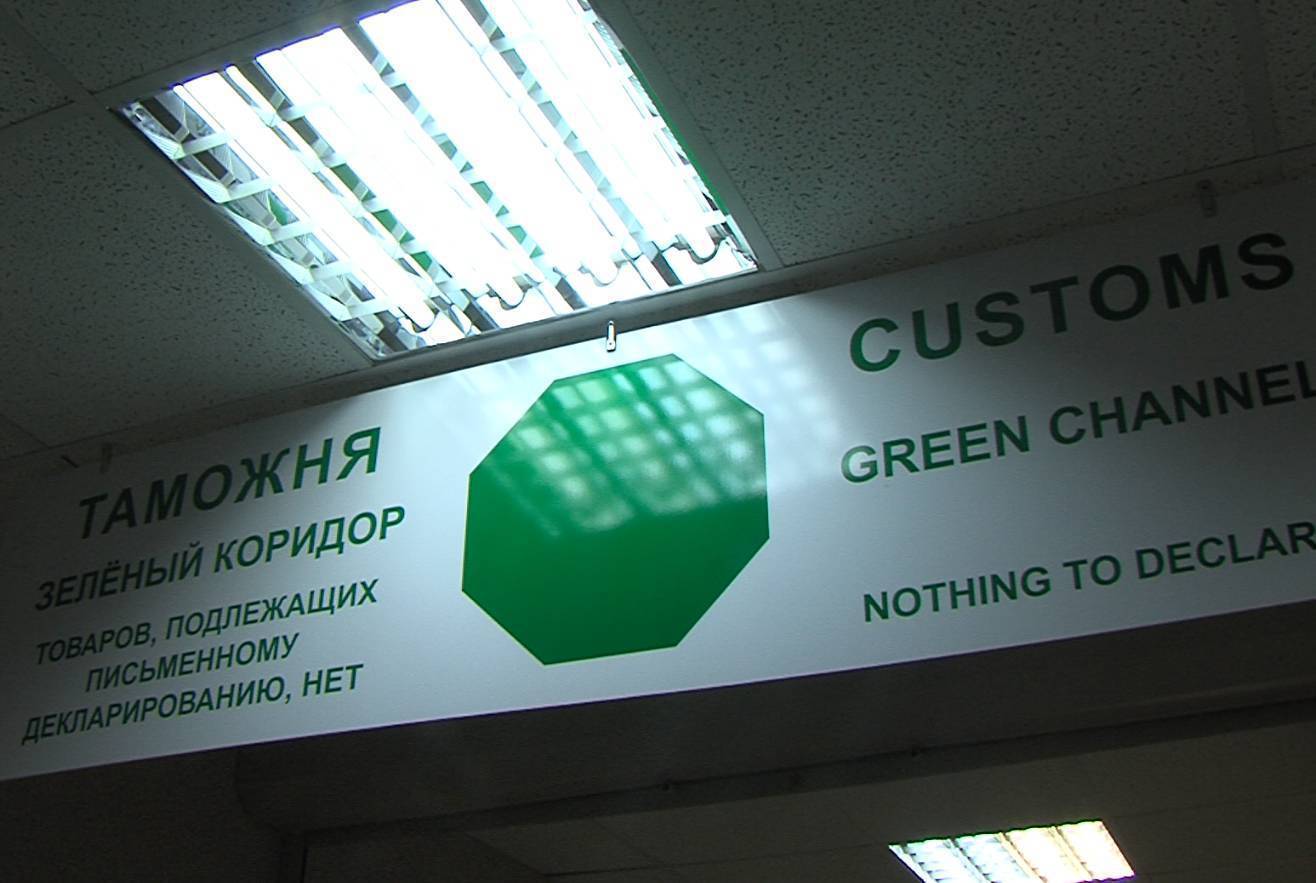 ТАМОЖНЯ
ЗЕЛЁНЫЙ КОРИДОР
ТОВАРОВ, ПОДЛЕЖАЩИХ
ПИСЬМЕННОМУ
ДЕКЛАРИРОВАНИЮ, НЕТ
CUSTOMS
GREEN CHANNEL
NOTHING TO DECLAR